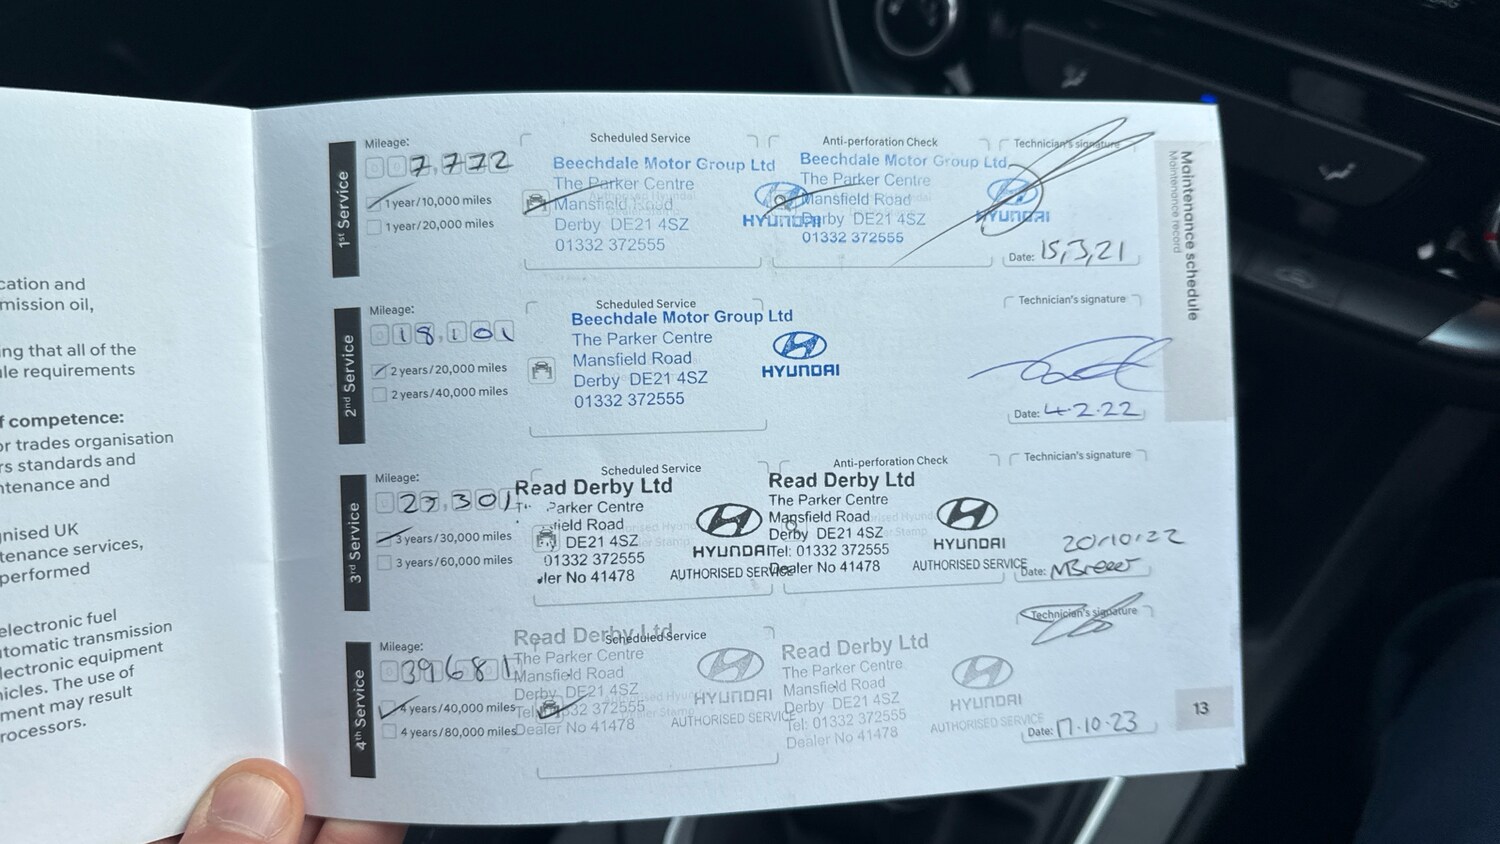 cation and
mission oil,
ing that all of the
ule requirements
f competence:
or trades organisation
rs standards and
ntenance and
gnised UK
tenance services,
performed
electronic fuel
utomatic transmission
lectronic equipment
hicles. The use of
ment may result
rocessors.
1st Service
Mileage:
7,772
1 year/10,000 miles
1 year/20,000 miles
Scheduled Service
Beechdale Motor Group Ltd
The Parker Centre
Mansfield Road
Derby DE21 4SZ
01332 372555
HYUNDAI
Anti-perforation Check
Beechdale Motor Group Ltd
The Parker Centre
Mansfield Road
Derby DE21 4SZ
01332 372555
HYUNDAI
Technician's signature
Date: 15,3,21
2nd Service
Mileage:
18,101
2 years/20,000 miles
2 years/40,000 miles
Scheduled Service
Beechdale Motor Group Ltd
The Parker Centre
Mansfield Road
Derby DE21 4SZ
01332 372555
HYUNDAI
Technician's signature
Date: 4.2.22
3rd Service
Mileage:
3 years/30,000 miles
3 years/60,000 miles
Scheduled Service
Read Derby Ltd
Parker Centre
field Road
DE21 4SZ
01332 372555
ler No 41478
HYUNDAI
AUTHORISED SERVICE
Anti-perforation Check
Read Derby Ltd
The Parker Centre
Mansfield Road
Derby DE21 4SZ
Tel: 01332 372555
Dealer No 41478
HYUNDAI
AUTHORISED SERVICE
Technician's signature
20/10/22
Date:
4th Service
Mileage:
39681
4 years/40,000 miles
4 years/80,000 miles
Scheduled Service
Read Derby Ltd
The Parker Centre
Mansfield Road
Derby DE21 4SZ
Tel: 01332 372555
Dealer No 41478
HYUNDAI
AUTHORISED SERVICE
Read Derby Ltd
The Parker Centre
Mansfield Road
Derby DE21 4SZ
Tel: 01332 372555
Dealer No 41478
HYUNDAI
AUTHORISED SERVICE
Technician's signature
Date: 17.10.23
Maintenance schedule
Maintenance record
13